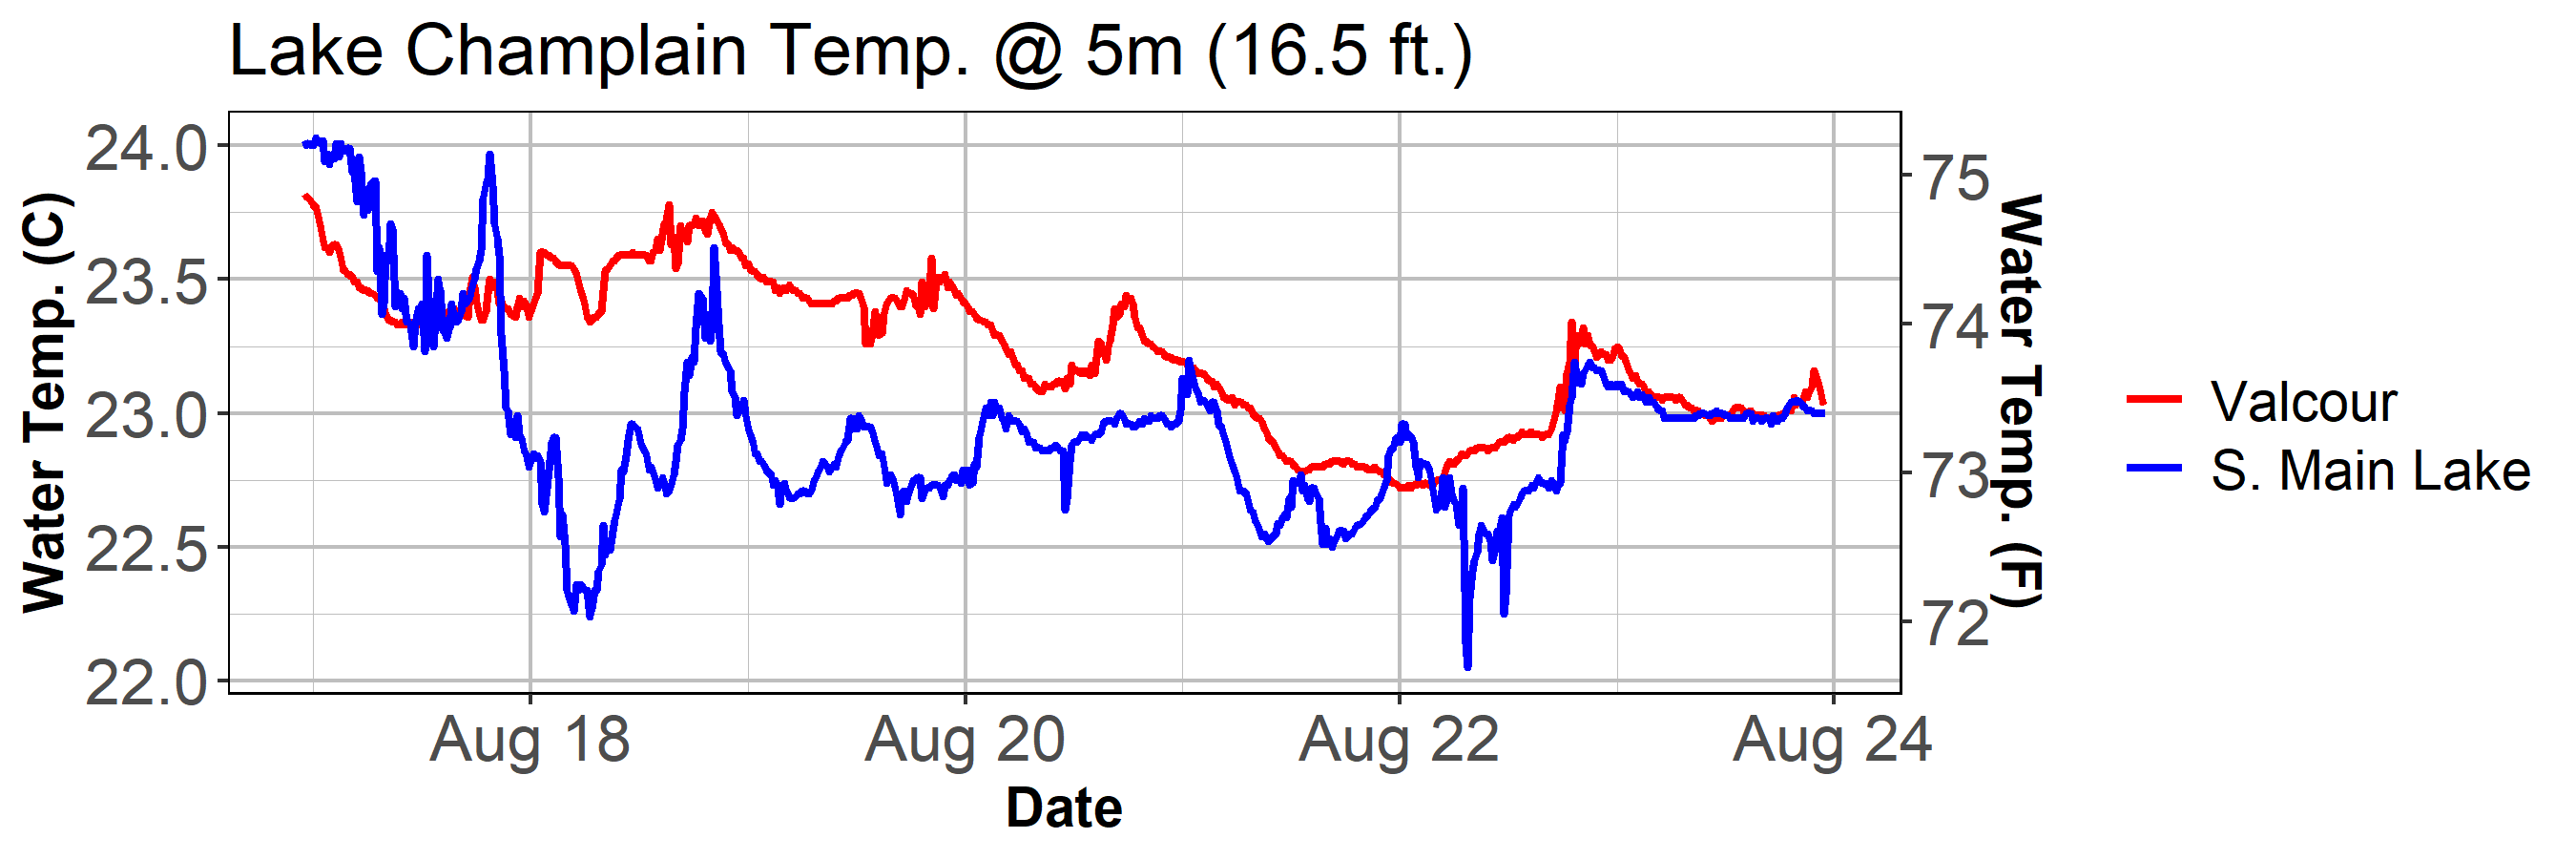 Lake Champlain Temp. @ 5m (16.5 ft.)
Water Temp. (C)
24.0
23.5
23.0
22.5
22.0
75
74
73
72
Water Temp. (F)
Aug 18
Aug 20
Aug 22
Aug 24
Date
Valcour
S. Main Lake